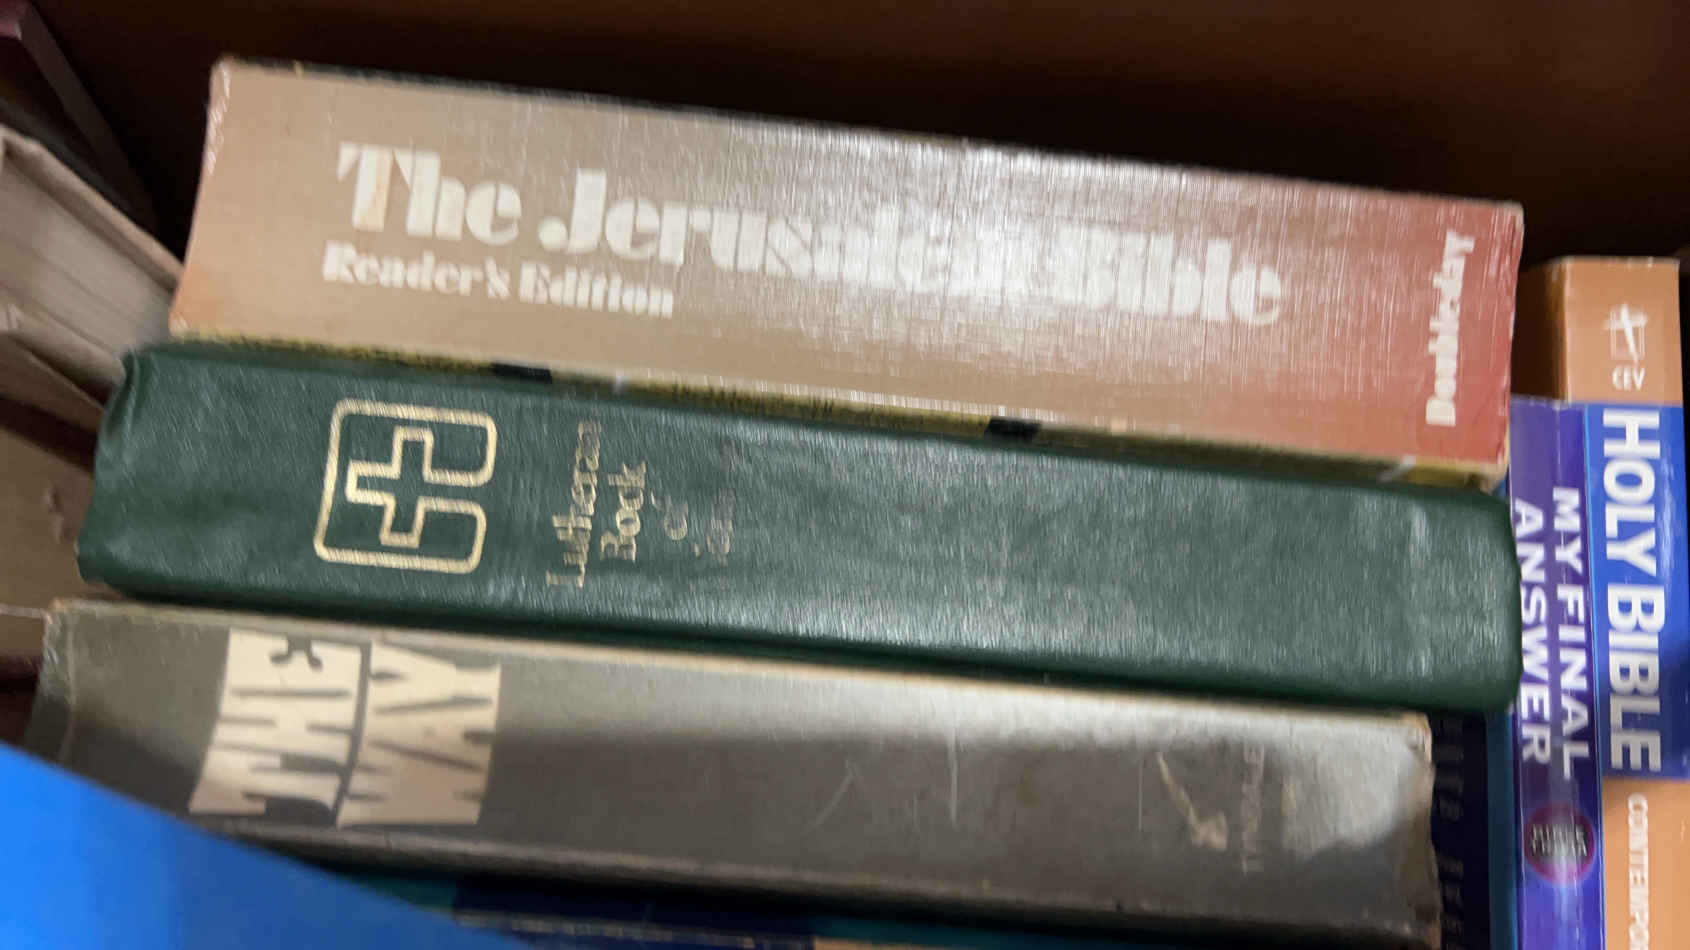 The Jerusalem Bible
Reader's Edition
Doubleday
Lutheran
Book
of
THE
WAY
CEV
HOLY BIBLE
MY FINAL
ANSWER